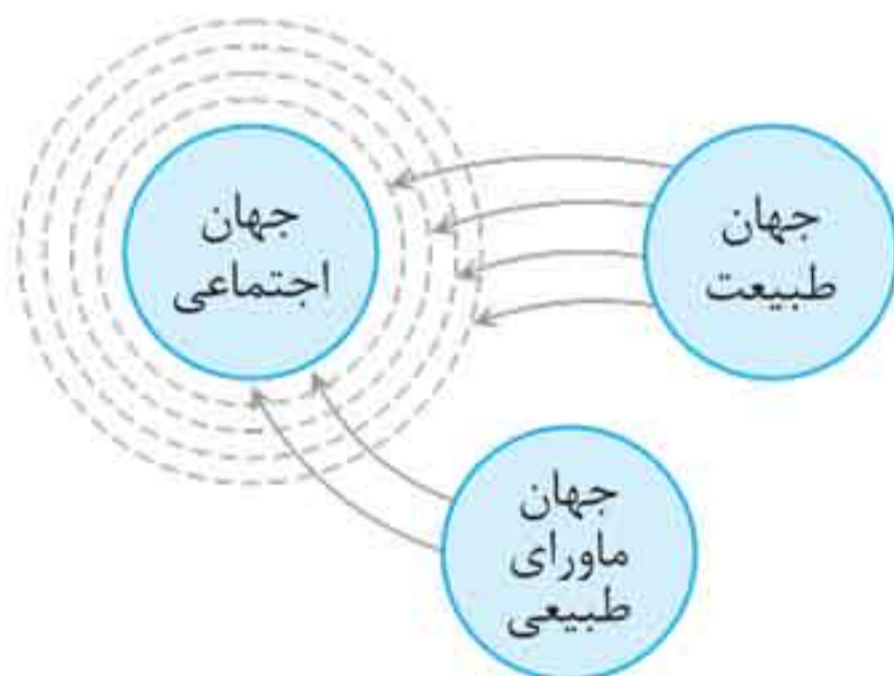 جهان
طبیعت
جهان
اجتماعی
جهان
ماورای
طبیعی